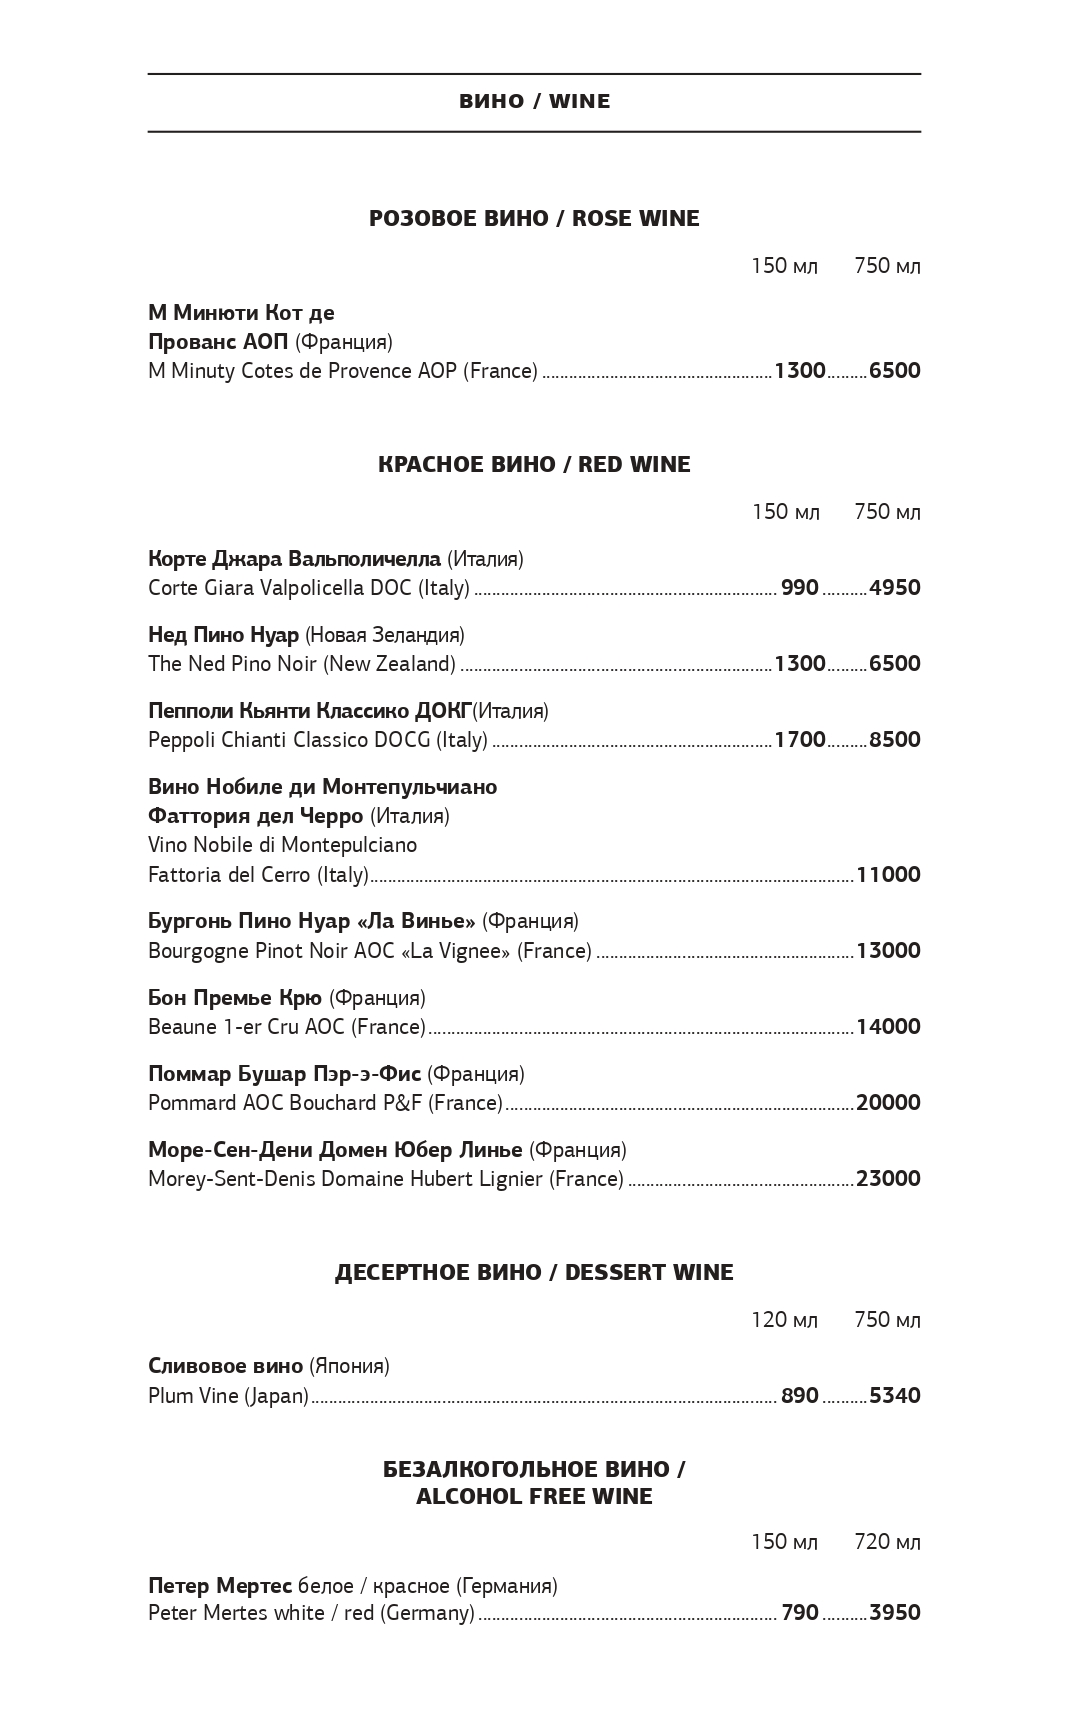 ВИНО / WINE
РОЗОВОЕ ВИНО / ROSE WINE
150 мл 750 мл
М Минюти Кот де
Прованс АОП (Франция)
M Minuty Cotes de Provence AOP (France) ........ 1300 ........ 6500
КРАСНОЕ ВИНО / RED WINE
150 мл 750 мл
Корте Джара Вальполичелла (Италия)
Corte Giara Valpolicella DOC (Italy) ........ 990 ........ 4950
Нед Пино Нуар (Новая Зеландия)
The Ned Pino Noir (New Zealand) ........ 1300 ........ 6500
Пепполи Кьянти Классико ДОКГ(Италия)
Peppoli Chianti Classico DOCG (Italy) ........ 1700 ........ 8500
Вино Нобиле ди Монтепульчиано
Фаттория дел Черро (Италия)
Vino Nobile di Montepulciano
Fattoria del Cerro (Italy) ........ 11000
Бургонь Пино Нуар «Ла Винье» (Франция)
Bourgogne Pinot Noir AOC «La Vignee» (France) ........ 13000
Бон Премье Крю (Франция)
Beaune 1-er Cru AOC (France) ........ 14000
Поммар Бушар Пэр-э-Фис (Франция)
Pommard AOC Bouchard P&F (France) ........ 20000
Море-Сен-Дени Домен Юбер Линье (Франция)
Morey-Sent-Denis Domaine Hubert Lignier (France) ........ 23000
ДЕСЕРТНОЕ ВИНО / DESSERT WINE
120 мл 750 мл
Сливовое вино (Япония)
Plum Vine (Japan) ........ 890 ........ 5340
БЕЗАЛКОГОЛЬНОЕ ВИНО /
ALCOHOL FREE WINE
150 мл 720 мл
Петер Мертес белое / красное (Германия)
Peter Mertes white / red (Germany) ........ 790 ........ 3950